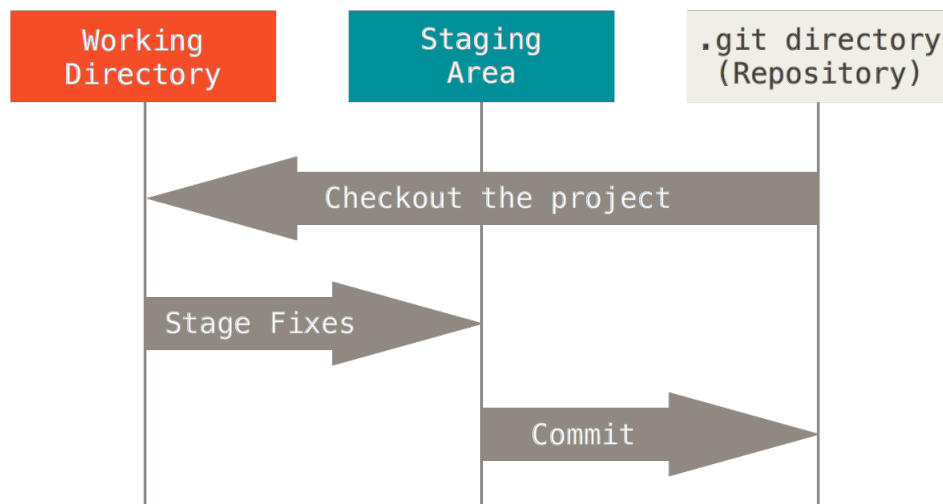 Working
Directory
Staging
Area
.git directory
(Repository)
Checkout the project
Stage Fixes
Commit